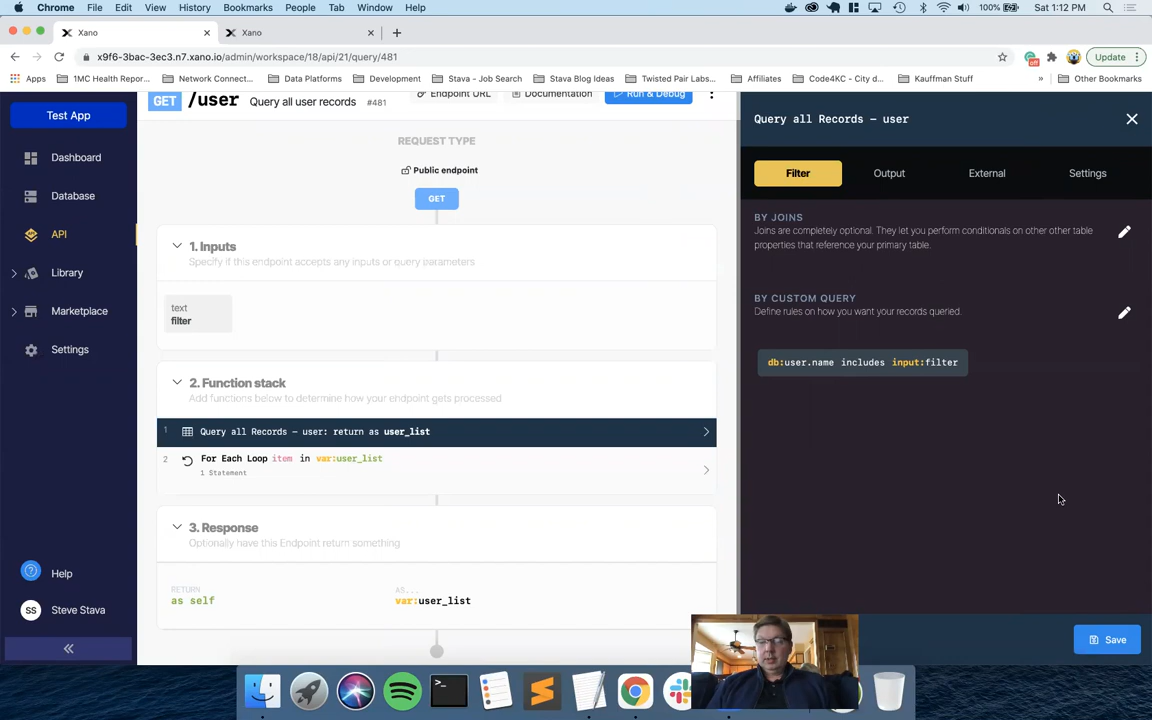 Chrome File Edit View History Bookmarks People Tab Window Help 100% Sat 1:12 PM
Xano Xano
x9f6-3bac-3ec3.n7.xano.io/admin/workspace/18/api/21/query/481 Update
Apps 1MC Health Repor... Network Connect... Data Platforms Development Stava - Job Search Stava Blog Ideas Twisted Pair Labs... Affiliates Code4KC - City d... Kauffman Stuff » Other Bookmarks
Test App
Dashboard
Database
API
Library
Marketplace
Settings
Help
SS Steve Stava
GET /user Query all user records #481 Endpoint URL Documentation Run & Debug
REQUEST TYPE
Public endpoint
GET
1. Inputs
Specify if this endpoint accepts any inputs or query parameters
text
filter
2. Function stack
Add functions below to determine how your endpoint gets processed
1 Query all Records – user: return as user_list
2 For Each Loop item in var:user_list
1 Statement
3. Response
Optionally have this Endpoint return something
RETURN AS...
as self var:user_list
Query all Records – user
Filter Output External Settings
BY JOINS
Joins are completely optional. They let you perform conditionals on other other table
properties that reference your primary table.
BY CUSTOM QUERY
Define rules on how you want your records queried.
db:user.name includes input:filter
Save